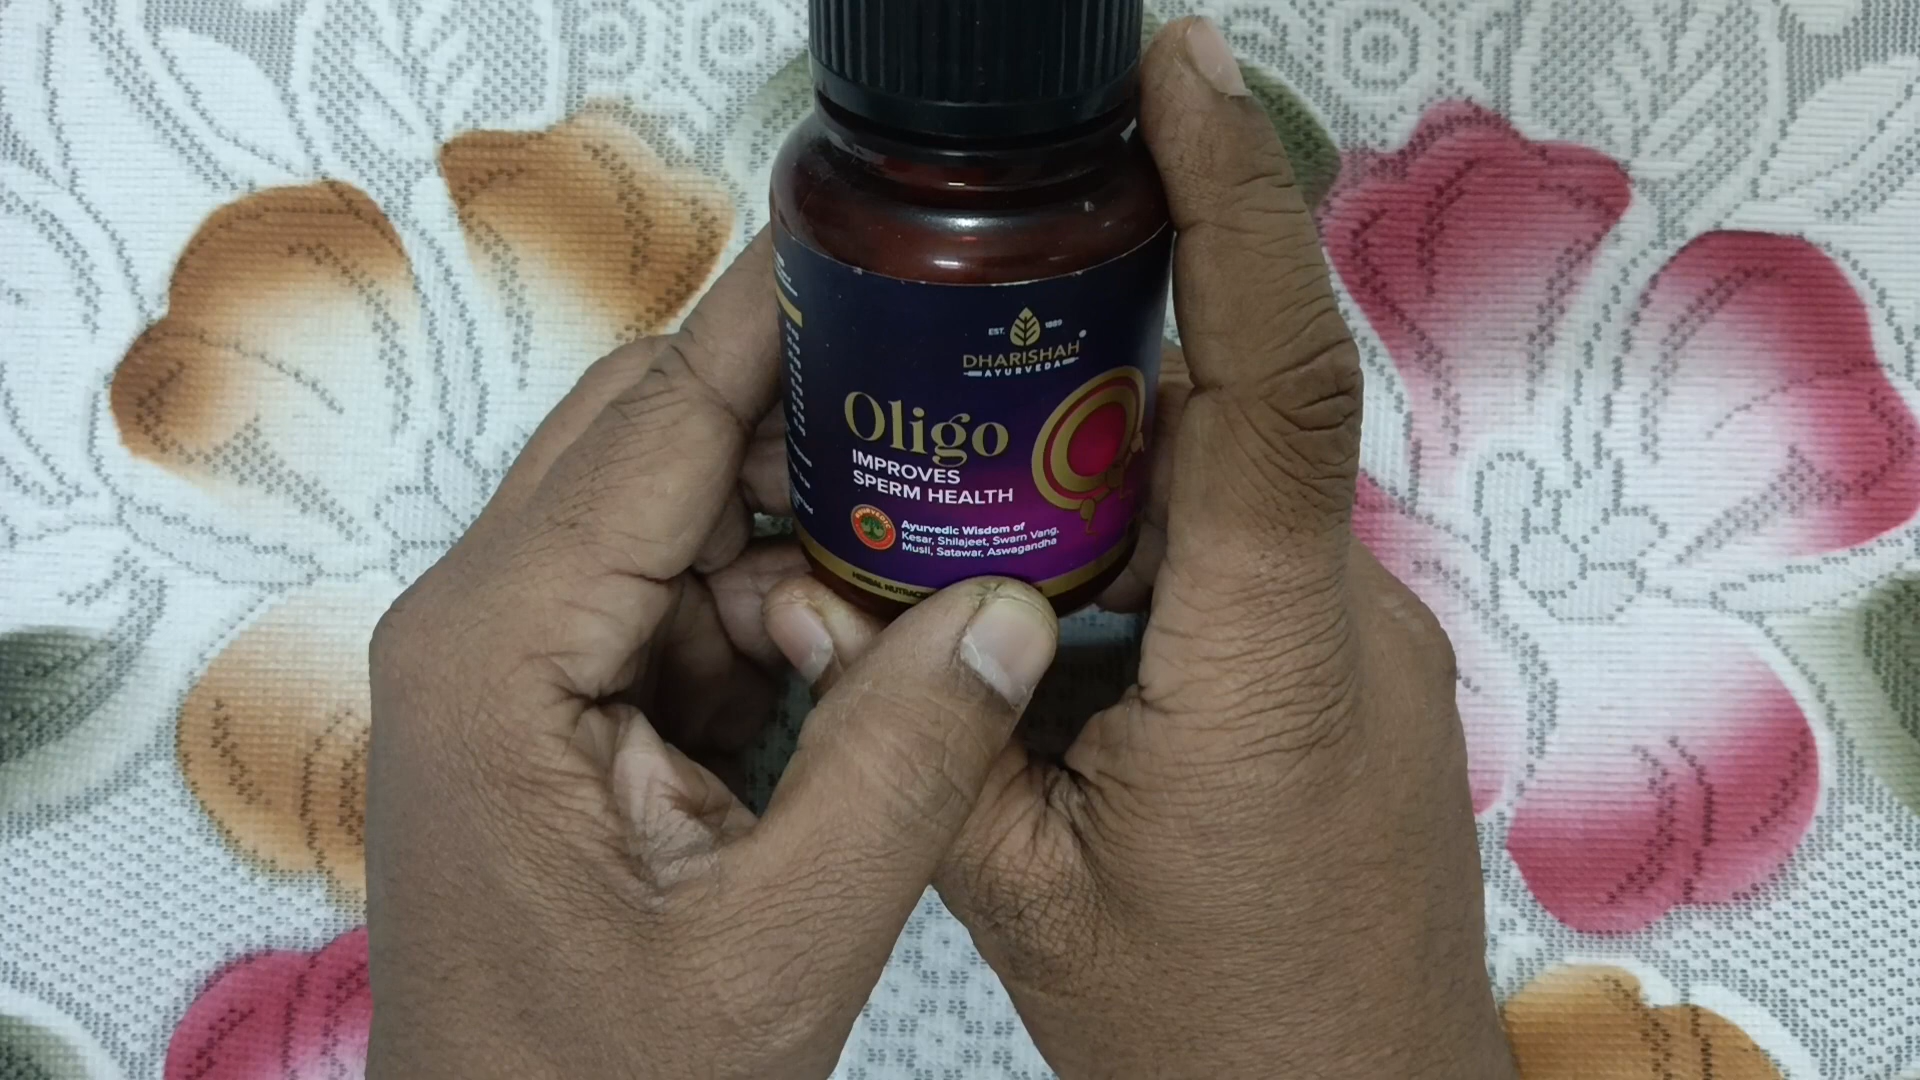 EST. 1889
DHARISHAH
AYURVEDA
Oligo
IMPROVES
SPERM HEALTH
AYURVEDIC
Ayurvedic Wisdom of
Kesar, Shilajeet, Swarn Vang,
Musli, Satawar, Aswagandha
HERBAL